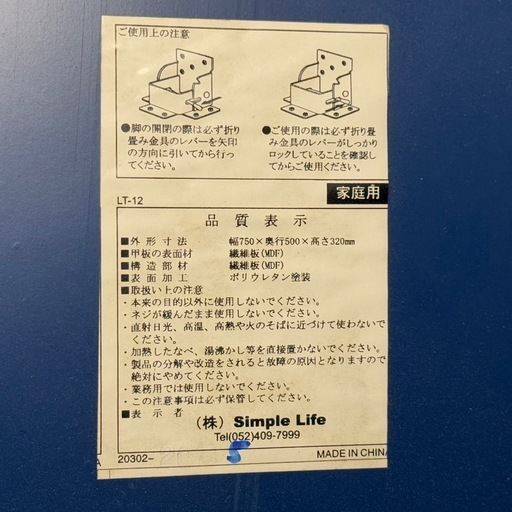 ご使用上の注意
●脚の開閉の際は必ず折り
畳み金具のレバーを矢印
の方向に引いてから行っ
てください。
●ご使用の際は必ず折り畳
み金具のレバーがしっかり
ロックしていることを確認し
てからご使用ください。
家庭用
LT-12
品質表示
■外形寸法 幅750×奥行500×高さ320mm
■甲板の表面材 繊維板(MDF)
■構造部材 繊維板(MDF)
■表面加工 ポリウレタン塗装
■取扱い上の注意
・本来の目的以外に使用しないでください。
・ネジが緩んだまま使用しないでください。
・直射日光、高温、高熱や火のそばに近づけて使わないで
ください。
・加熱したなべ、湯沸かし等を直接置かないでください。
・製品の分解や改造をされると故障の原因となりますので
絶対にやめてください。
・業務用では使用しないでください。
・この注意事項は必ず保管してください。
■表示者 (株) Simple Life
Tel(052)409-7999
20302- 5 MADE IN CHINA